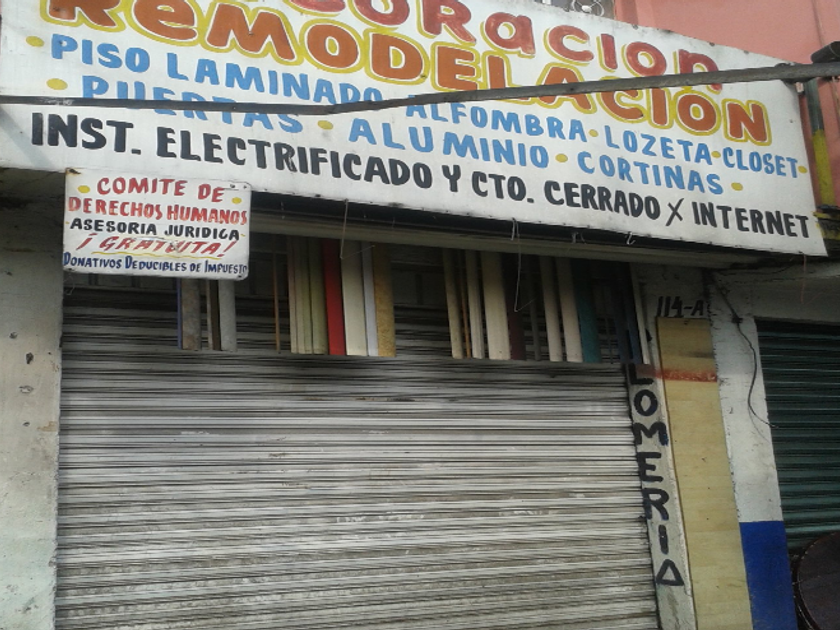 CORACION
REMODELACION
PISO LAMINADO ALFOMBRA • LOZETA • CLOSET •
• PUERTAS • ALUMINIO • CORTINAS •
INST. ELECTRIFICADO Y CTO. CERRADO X INTERNET
• COMITE DE •
DERECHOS HUMANOS
ASESORIA JURIDICA
¡GRATUITA!
DONATIVOS DEDUCIBLES DE IMPUESTO
114-A
LOMERIA